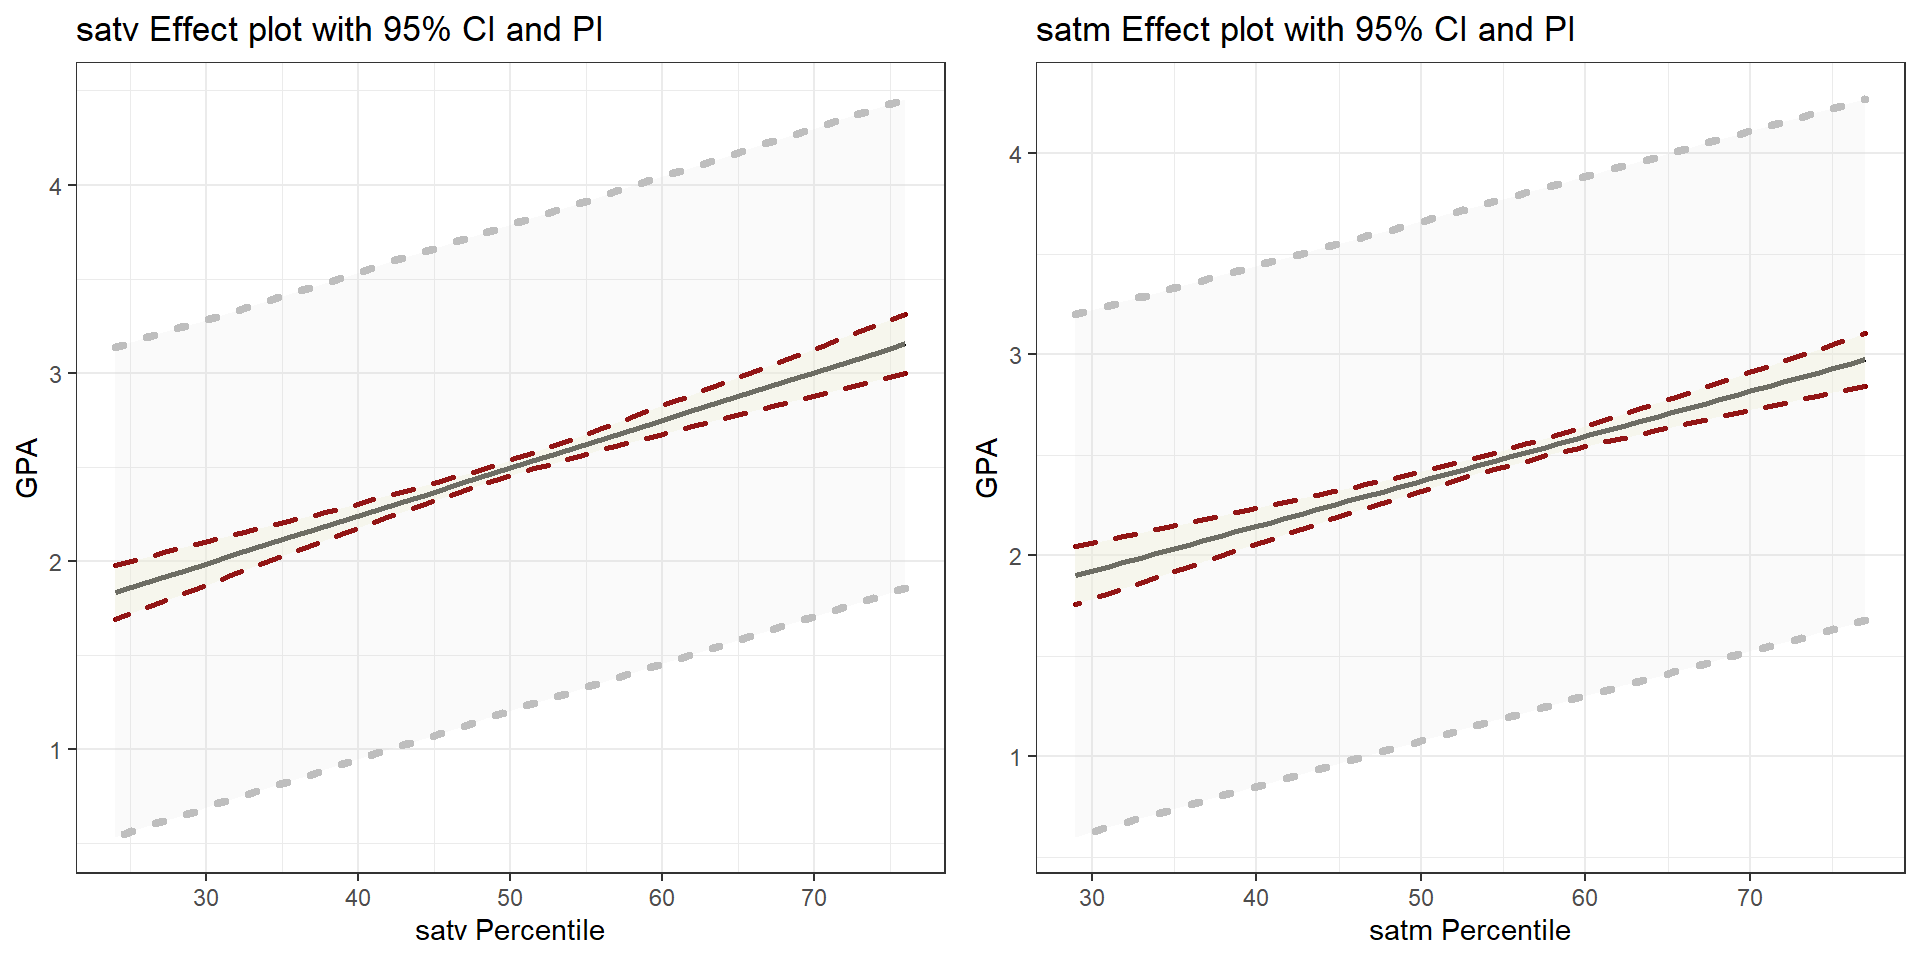 satv Effect plot with 95% CI and PI
GPA
4
3
2
1
30 40 50 60 70
satv Percentile
satm Effect plot with 95% CI and PI
GPA
4
3
2
1
30 40 50 60 70
satm Percentile